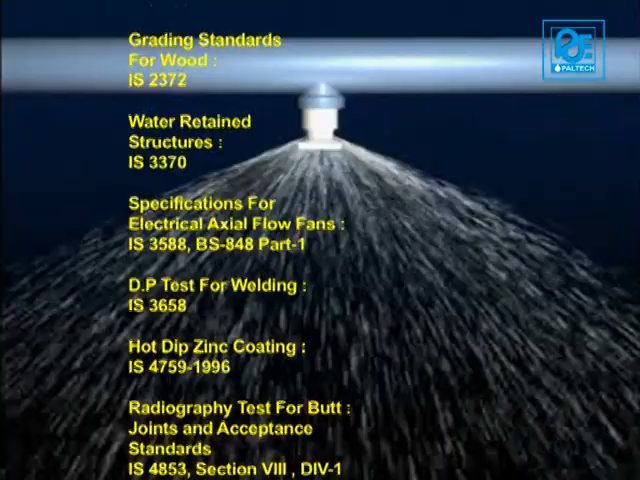 Grading Standards
For Wood :
IS 2372
Water Retained
Structures :
IS 3370
Specifications For
Electrical Axial Flow Fans :
IS 3588, BS-848 Part-1
D.P Test For Welding :
IS 3658
Hot Dip Zinc Coating :
IS 4759-1996
Radiography Test For Butt :
Joints and Acceptance
Standards
IS 4853, Section VIII , DIV-1
PALTECH